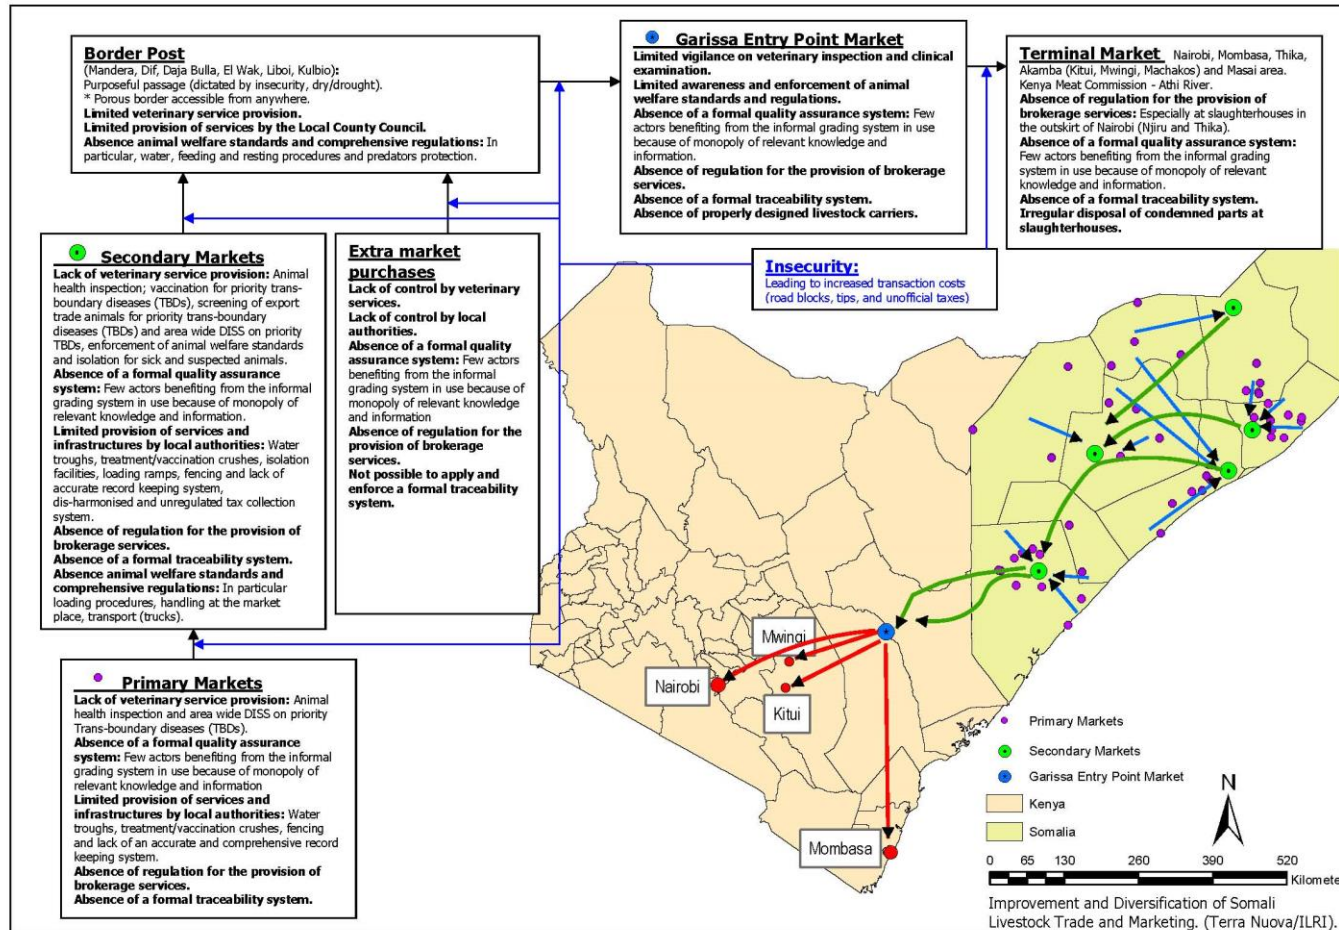 Border Post
(Mandera, Dif, Daja Bulla, El Wak, Liboi, Kulbio):
Purposeful passage (dictated by insecurity, dry/drought).
* Porous border accessible from anywhere.
Limited veterinary service provision.
Limited provision of services by the Local County Council.
Absence animal welfare standards and comprehensive regulations: In
particular, water, feeding and resting procedures and predators protection.
Garissa Entry Point Market
Limited vigilance on veterinary inspection and clinical
examination.
Limited awareness and enforcement of animal
welfare standards and regulations.
Absence of a formal quality assurance system: Few
actors benefiting from the informal grading system in use
because of monopoly of relevant knowledge and
information.
Absence of regulation for the provision of brokerage
services.
Absence of a formal traceability system.
Absence of properly designed livestock carriers.
Terminal Market Nairobi, Mombasa, Thika,
Akamba (Kitui, Mwingi, Machakos) and Masai area.
Kenya Meat Commission - Athi River.
Absence of regulation for the provision of
brokerage services: Especially at slaughterhouses in
the outskirt of Nairobi (Njiru and Thika).
Absence of a formal quality assurance system:
Few actors benefiting from the informal grading
system in use because of monopoly of relevant
knowledge and information.
Absence of a formal traceability system.
Irregular disposal of condemned parts at
slaughterhouses.
Secondary Markets
Lack of veterinary service provision: Animal
health inspection; vaccination for priority trans-
boundary diseases (TBDs), screening of export
trade animals for priority trans-boundary
diseases (TBDs) and area wide DISS on priority
TBDs, enforcement of animal welfare standards
and isolation for sick and suspected animals.
Absence of a formal quality assurance
system: Few actors benefiting from the informal
grading system in use because of monopoly of
relevant knowledge and information.
Limited provision of services and
infrastructures by local authorities: Water
troughs, treatment/vaccination crushes, isolation
facilities, loading ramps, fencing and lack of
accurate record keeping system,
dis-harmonised and unregulated tax collection
system.
Absence of regulation for the provision of
brokerage services.
Absence of a formal traceability system.
Absence animal welfare standards and
comprehensive regulations: In particular
loading procedures, handling at the market
place, transport (trucks).
Extra market
purchases
Lack of control by veterinary
services.
Lack of control by local
authorities.
Absence of a formal quality
assurance system: Few actors
benefiting from the informal
grading system in use because of
monopoly of relevant knowledge
and information
Absence of regulation for the
provision of brokerage
services.
Not possible to apply and
enforce a formal traceability
system.
Insecurity:
Leading to increased transaction costs
(road blocks, tips, and unofficial taxes)
Primary Markets
Lack of veterinary service provision: Animal
health inspection and area wide DISS on priority
Trans-boundary diseases (TBDs).
Absence of a formal quality assurance
system: Few actors benefiting from the informal
grading system in use because of monopoly of
relevant knowledge and information
Limited provision of services and
infrastructures by local authorities: Water
troughs, treatment/vaccination crushes, fencing
and lack of an accurate and comprehensive record
keeping system.
Absence of regulation for the provision of
brokerage services.
Absence of a formal traceability system.
Mwingi
Nairobi
Kitui
Mombasa
Primary Markets
Secondary Markets
Garissa Entry Point Market
Kenya
Somalia
N
0 65 130 260 390 520
Kilomete
Improvement and Diversification of Somali
Livestock Trade and Marketing. (Terra Nuova/ILRI).